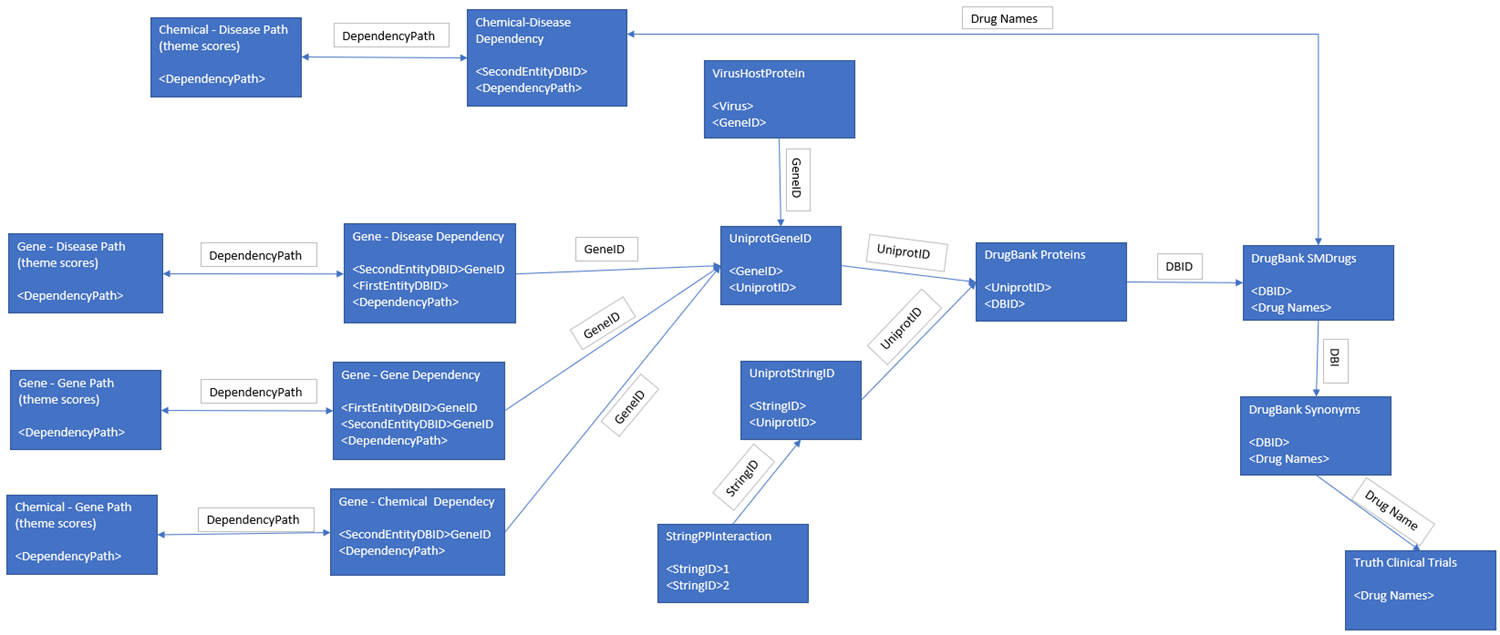 Chemical - Disease Path
(theme scores)
<DependencyPath>
DependencyPath
Chemical-Disease
Dependency
<SecondEntityDBID>
<DependencyPath>
Drug Names
VirusHostProtein
<Virus>
<GeneID>
GeneID
Gene - Disease Path
(theme scores)
<DependencyPath>
DependencyPath
Gene - Disease Dependency
<SecondEntityDBID>GeneID
<FirstEntityDBID>
<DependencyPath>
GeneID
UniprotGeneID
<GeneID>
<UniprotID>
UniprotID
DrugBank Proteins
<UniprotID>
<DBID>
DBID
DrugBank SMDrugs
<DBID>
<Drug Names>
GeneID
UniprotID
DBI
Gene - Gene Path
(theme scores)
<DependencyPath>
DependencyPath
Gene - Gene Dependency
<FirstEntityDBID>GeneID
<SecondEntityDBID>GeneID
<DependencyPath>
GeneID
UniprotStringID
<StringID>
<UniprotID>
DrugBank Synonyms
<DBID>
<Drug Names>
StringID
Drug Name
Chemical - Gene Path
(theme scores)
<DependencyPath>
DependencyPath
Gene - Chemical  Dependecy
<SecondEntityDBID>GeneID
<DependencyPath>
StringPPInteraction
<StringID>1
<StringID>2
Truth Clinical Trials
<Drug Names>